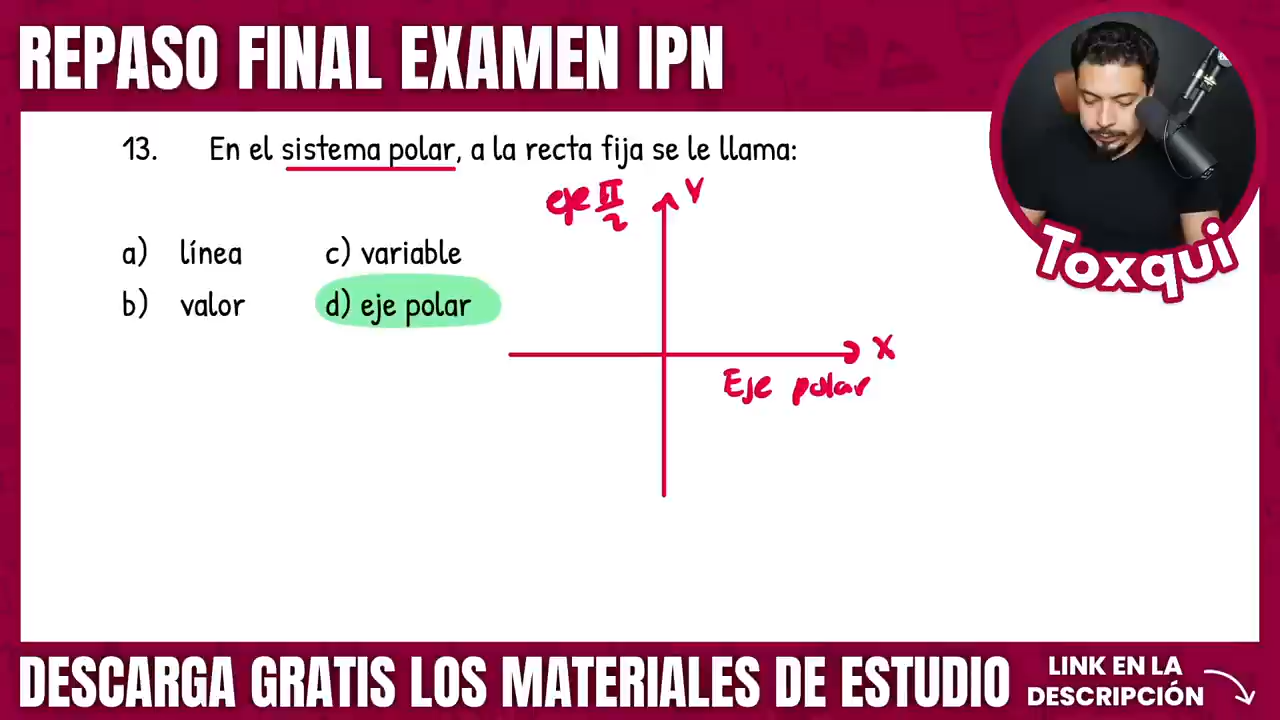 REPASO FINAL EXAMEN IPN
13. En el sistema polar, a la recta fija se le llama:
eje π/2
Y
a) línea
c) variable
b) valor
d) eje polar
X
Eje polar
Toxqui
DESCARGA GRATIS LOS MATERIALES DE ESTUDIO
LINK EN LA
DESCRIPCIÓN